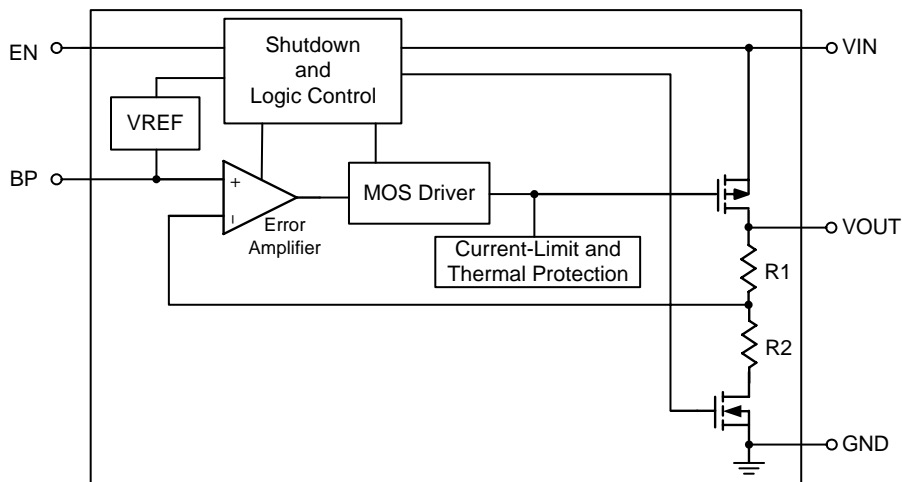 EN
Shutdown
and
Logic Control
VIN
VREF
BP
+
−
Error
Amplifier
MOS Driver
Current-Limit and
Thermal Protection
VOUT
R1
R2
GND